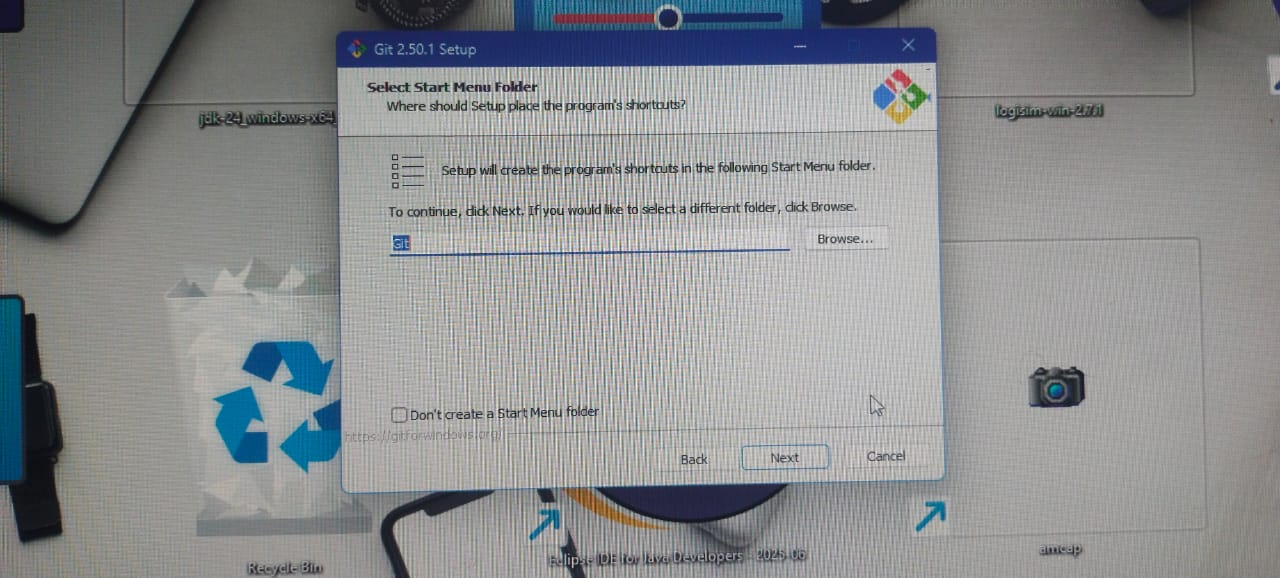 Git 2.50.1 Setup
Select Start Menu Folder
Where should Setup place the program's shortcuts?
jdk-24_windows-x64_
logisim-win-2.7.1
Setup will create the program's shortcuts in the following Start Menu folder.
To continue, click Next. If you would like to select a different folder, click Browse.
Git
Browse...
Don't create a Start Menu folder
https://gitforwindows.org/
Back
Next
Cancel
Recycle Bin
Eclipse IDE for Java Developers - 2025-06
amcap